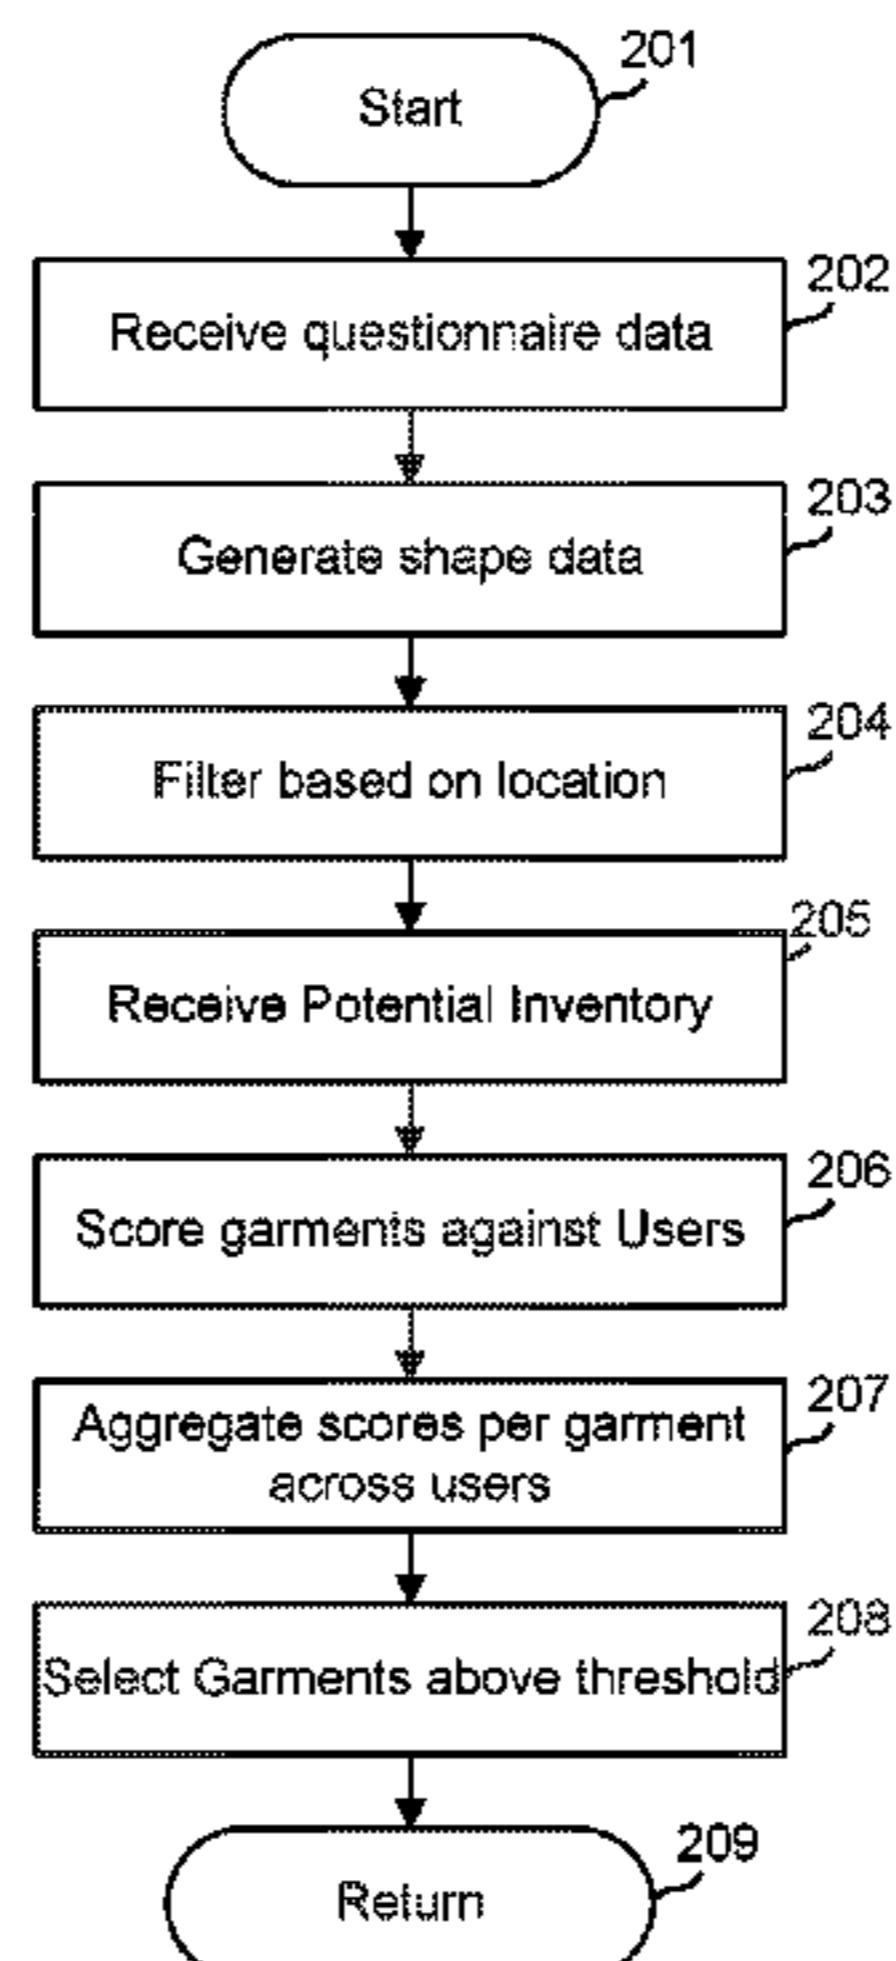 201
Start
202
Receive questionnaire data
203
Generate shape data
204
Filter based on location
205
Receive Potential Inventory
206
Score garments against Users
207
Aggregate scores per garment
across users
208
Select Garments above threshold
209
Return